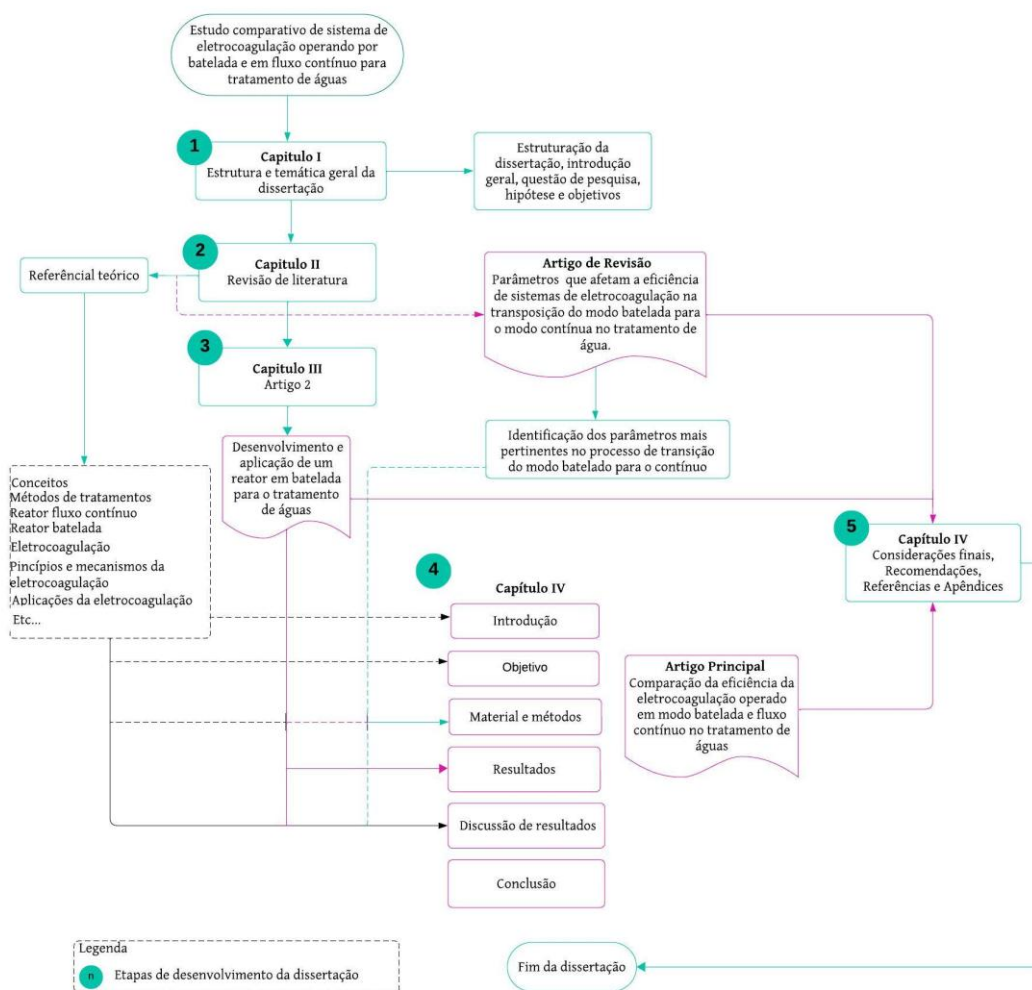 Estudo comparativo de sistema de
eletrocoagulação operando por
batelada e em fluxo contínuo para
tratamento de águas
1
Capitulo I
Estrutura e temática geral da
dissertação
Estruturação da
dissertação, introdução
geral, questão de pesquisa,
hipótese e objetivos
2
Capitulo II
Revisão de literatura
Referêncial teórico
Artigo de Revisão
Parâmetros que afetam a eficiência
de sistemas de eletrocoagulação na
transposição do modo batelada para
o modo contínua no tratamento de
água.
3
Capitulo III
Artigo 2
Identificação dos parâmetros mais
pertinentes no processo de transição
do modo batelado para o contínuo
Desenvolvimento e
aplicação de um
reator em batelada
para o tratamento
de águas
Conceitos
Métodos de tratamentos
Reator fluxo contínuo
Reator batelada
Eletrocoagulação
Pincípios e mecanismos da
eletrocoagulação
Aplicações da eletrocoagulação
Etc...
5
Capítulo IV
Considerações finais,
Recomendações,
Referências e Apêndices
4
Capítulo IV
Introdução
Objetivo
Material e métodos
Resultados
Discussão de resultados
Conclusão
Artigo Principal
Comparação da eficiência da
eletrocoagulação operado
em modo batelada e fluxo
contínuo no tratamento de
águas
Legenda
n Etapas de desenvolvimento da dissertação
Fim da dissertação